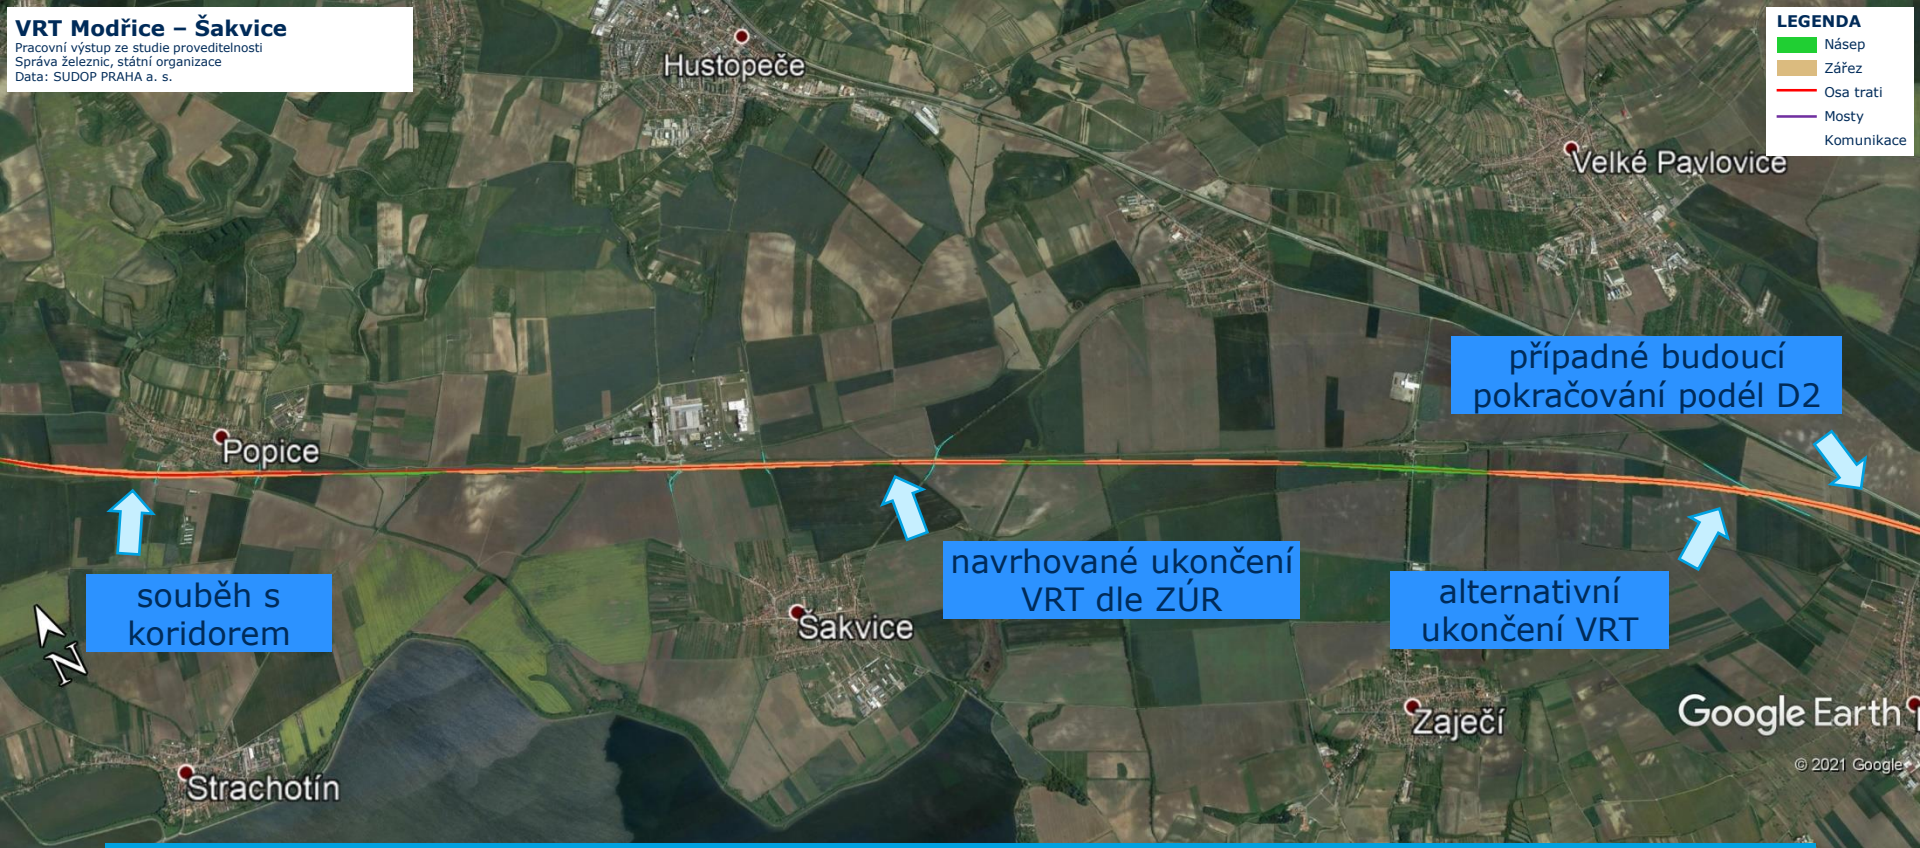 VRT Modřice – Šakvice
Pracovní výstup ze studie proveditelnosti
Správa železnic, státní organizace
Data: SUDOP PRAHA a. s.
LEGENDA
Násep
Zářez
Osa trati
Mosty
Komunikace
Hustopeče
Velké Pavlovice
případné budoucí
pokračování podél D2
Popice
navrhované ukončení
VRT dle ZÚR
souběh s
koridorem
alternativní
ukončení VRT
Šakvice
N
Zaječí
Google Earth
© 2021 Google
Strachotín